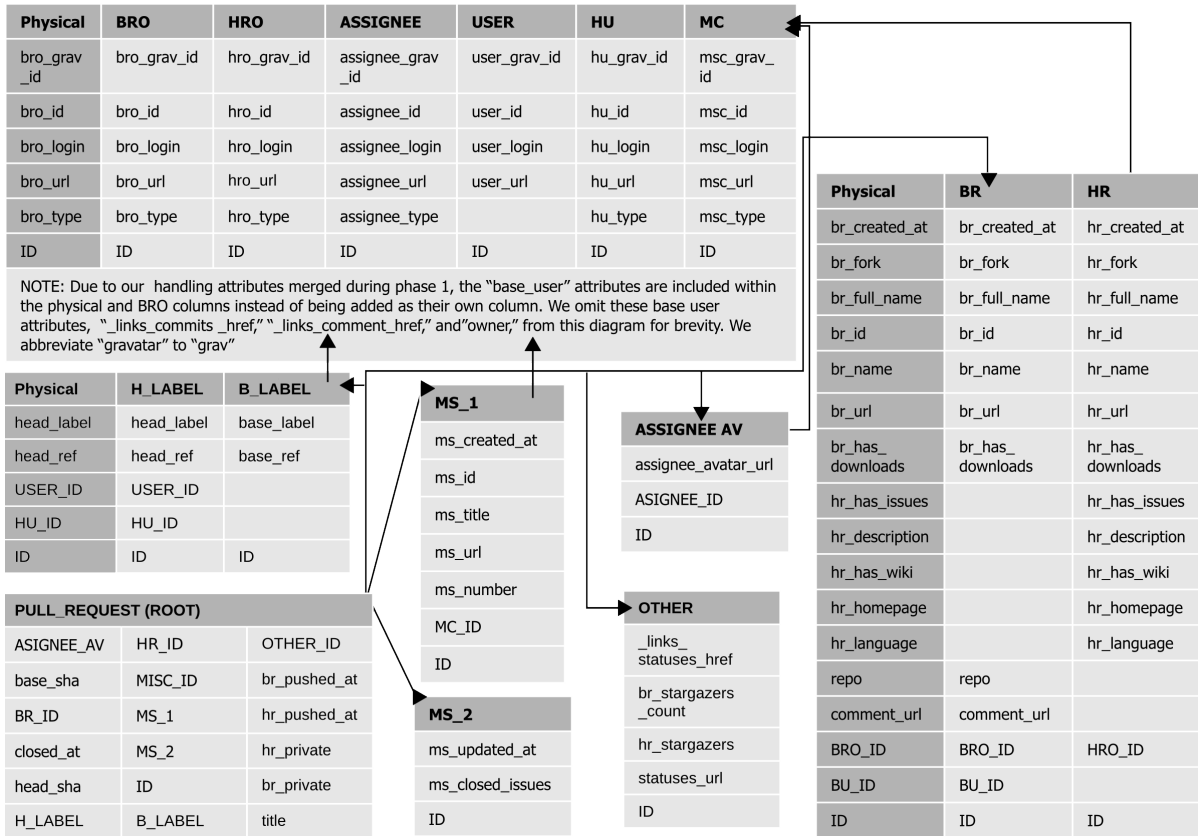 Physical BRO HRO ASSIGNEE USER HU MC
bro_grav bro_grav_id hro_grav_id assignee_grav user_grav_id hu_grav_id msc_grav_
_id _id id
bro_id bro_id hro_id assignee_id user_id hu_id msc_id
bro_login bro_login hro_login assignee_login user_login hu_login msc_login
bro_url bro_url hro_url assignee_url user_url hu_url msc_url
bro_type bro_type hro_type assignee_type hu_type msc_type
ID ID ID ID ID ID ID
NOTE: Due to our handling attributes merged during phase 1, the “base_user” attributes are included within
the physical and BRO columns instead of being added as their own column. We omit these base user
attributes, “_links_commits _href,” “_links_comment_href,” and”owner,” from this diagram for brevity. We
abbreviate “gravatar” to “grav”
Physical H_LABEL B_LABEL
head_label head_label base_label
head_ref head_ref base_ref
USER_ID USER_ID
HU_ID HU_ID
ID ID ID
PULL_REQUEST (ROOT)
ASIGNEE_AV HR_ID OTHER_ID
base_sha MISC_ID br_pushed_at
BR_ID MS_1 hr_pushed_at
closed_at MS_2 hr_private
head_sha ID br_private
H_LABEL B_LABEL title
MS_1
ms_created_at
ms_id
ms_title
ms_url
ms_number
MC_ID
ID
MS_2
ms_updated_at
ms_closed_issues
ID
ASSIGNEE AV
assignee_avatar_url
ASIGNEE_ID
ID
OTHER
_links_
statuses_href
br_stargazers
_count
hr_stargazers
statuses_url
ID
Physical BR HR
br_created_at br_created_at hr_created_at
br_fork br_fork hr_fork
br_full_name br_full_name hr_full_name
br_id br_id hr_id
br_name br_name hr_name
br_url br_url hr_url
br_has_ br_has_ hr_has_
downloads downloads downloads
hr_has_issues hr_has_issues
hr_description hr_description
hr_has_wiki hr_has_wiki
hr_homepage hr_homepage
hr_language hr_language
repo repo
comment_url comment_url
BRO_ID BRO_ID HRO_ID
BU_ID BU_ID
ID ID ID